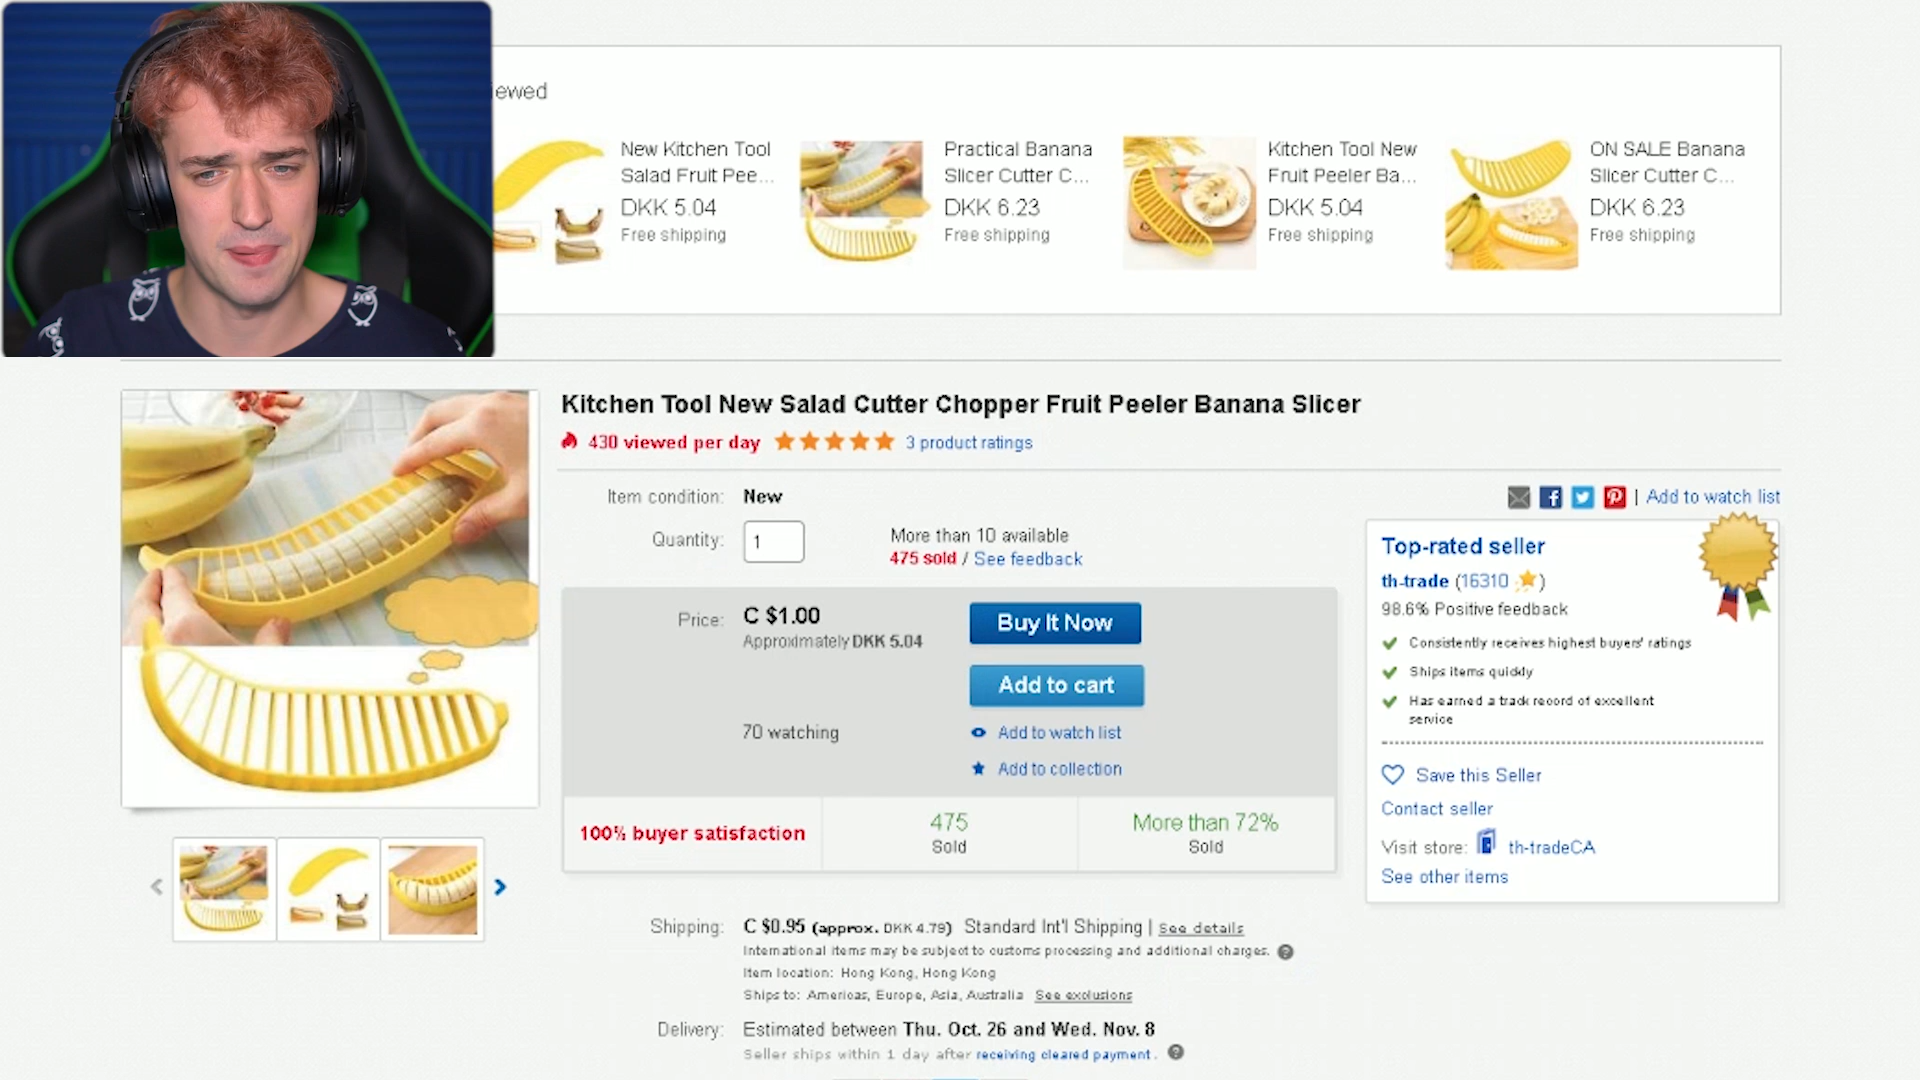 ewed
New Kitchen Tool
Salad Fruit Pee...
DKK 5.04
Free shipping
Practical Banana
Slicer Cutter C...
DKK 6.23
Free shipping
Kitchen Tool New
Fruit Peeler Ba...
DKK 5.04
Free shipping
ON SALE Banana
Slicer Cutter C...
DKK 6.23
Free shipping
Kitchen Tool New Salad Cutter Chopper Fruit Peeler Banana Slicer
430 viewed per day 3 product ratings
Item condition: New
| Add to watch list
Quantity: 1
More than 10 available
475 sold / See feedback
Price: C $1.00
Approximately DKK 5.04
Buy It Now
Add to cart
70 watching
Add to watch list
Add to collection
100% buyer satisfaction
475
Sold
More than 72%
Sold
Top-rated seller
th-trade (16310)
98.6% Positive feedback
Consistently receives highest buyers' ratings
Ships items quickly
Has earned a track record of excellent
service
Save this Seller
Contact seller
Visit store: th-tradeCA
See other items
Shipping: C $0.95 (approx. DKK 4.79) Standard Int'l Shipping | See details
International items may be subject to customs processing and additional charges. ?
Item location: Hong Kong, Hong Kong
Ships to: Americas, Europe, Asia, Australia See exclusions
Delivery: Estimated between Thu. Oct. 26 and Wed. Nov. 8
Seller ships within 1 day after receiving cleared payment. ?